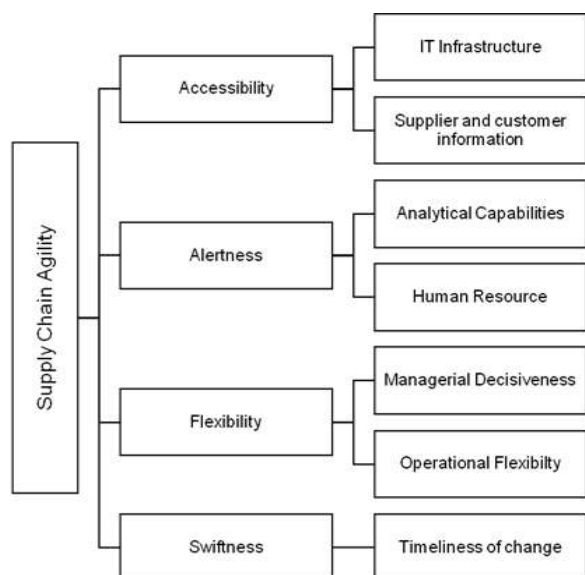 Supply Chain Agility
Accessibility
IT Infrastructure
Supplier and customer
information
Alertness
Analytical Capabilities
Human Resource
Flexibility
Managerial Decisiveness
Operational Flexibilty
Swiftness
Timeliness of change